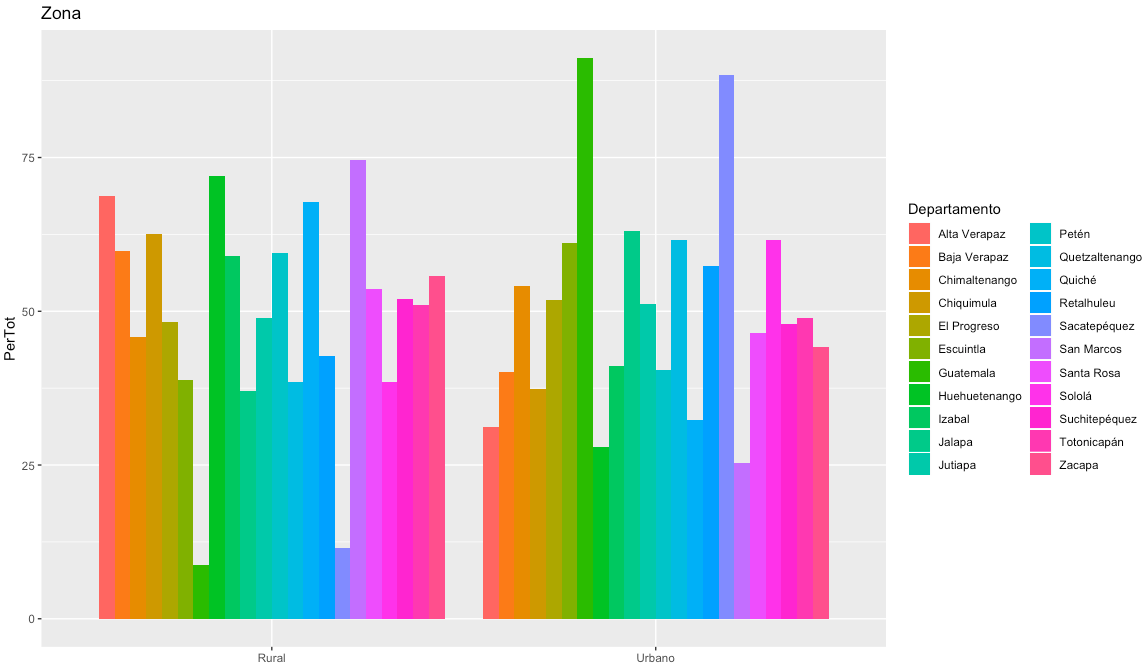 Zona
PerTot
75
50
25
0
Rural
Urbano
Departamento
Alta Verapaz
Baja Verapaz
Chimaltenango
Chiquimula
El Progreso
Escuintla
Guatemala
Huehuetenango
Izabal
Jalapa
Jutiapa
Petén
Quetzaltenango
Quiché
Retalhuleu
Sacatepéquez
San Marcos
Santa Rosa
Sololá
Suchitepéquez
Totonicapán
Zacapa